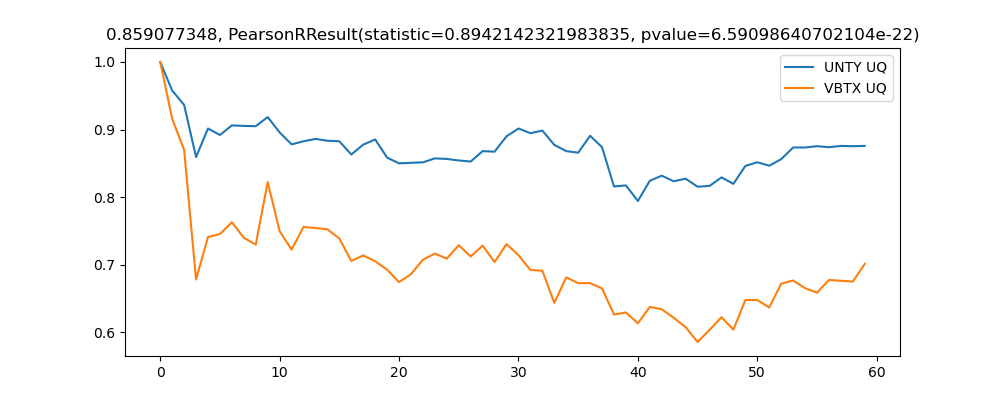 0.859077348, PearsonRResult(statistic=0.8942142321983835, pvalue=6.59098640702104e-22)
UNTY UQ
VBTX UQ
1.0
0.9
0.8
0.7
0.6
0 10 20 30 40 50 60